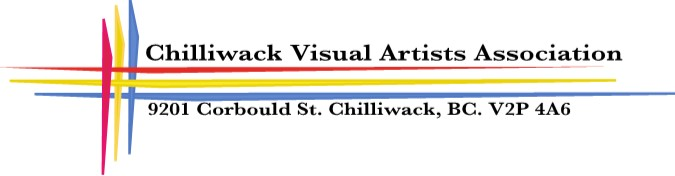 Chilliwack Visual Artists Association
9201 Corbould St. Chilliwack, BC. V2P 4A6